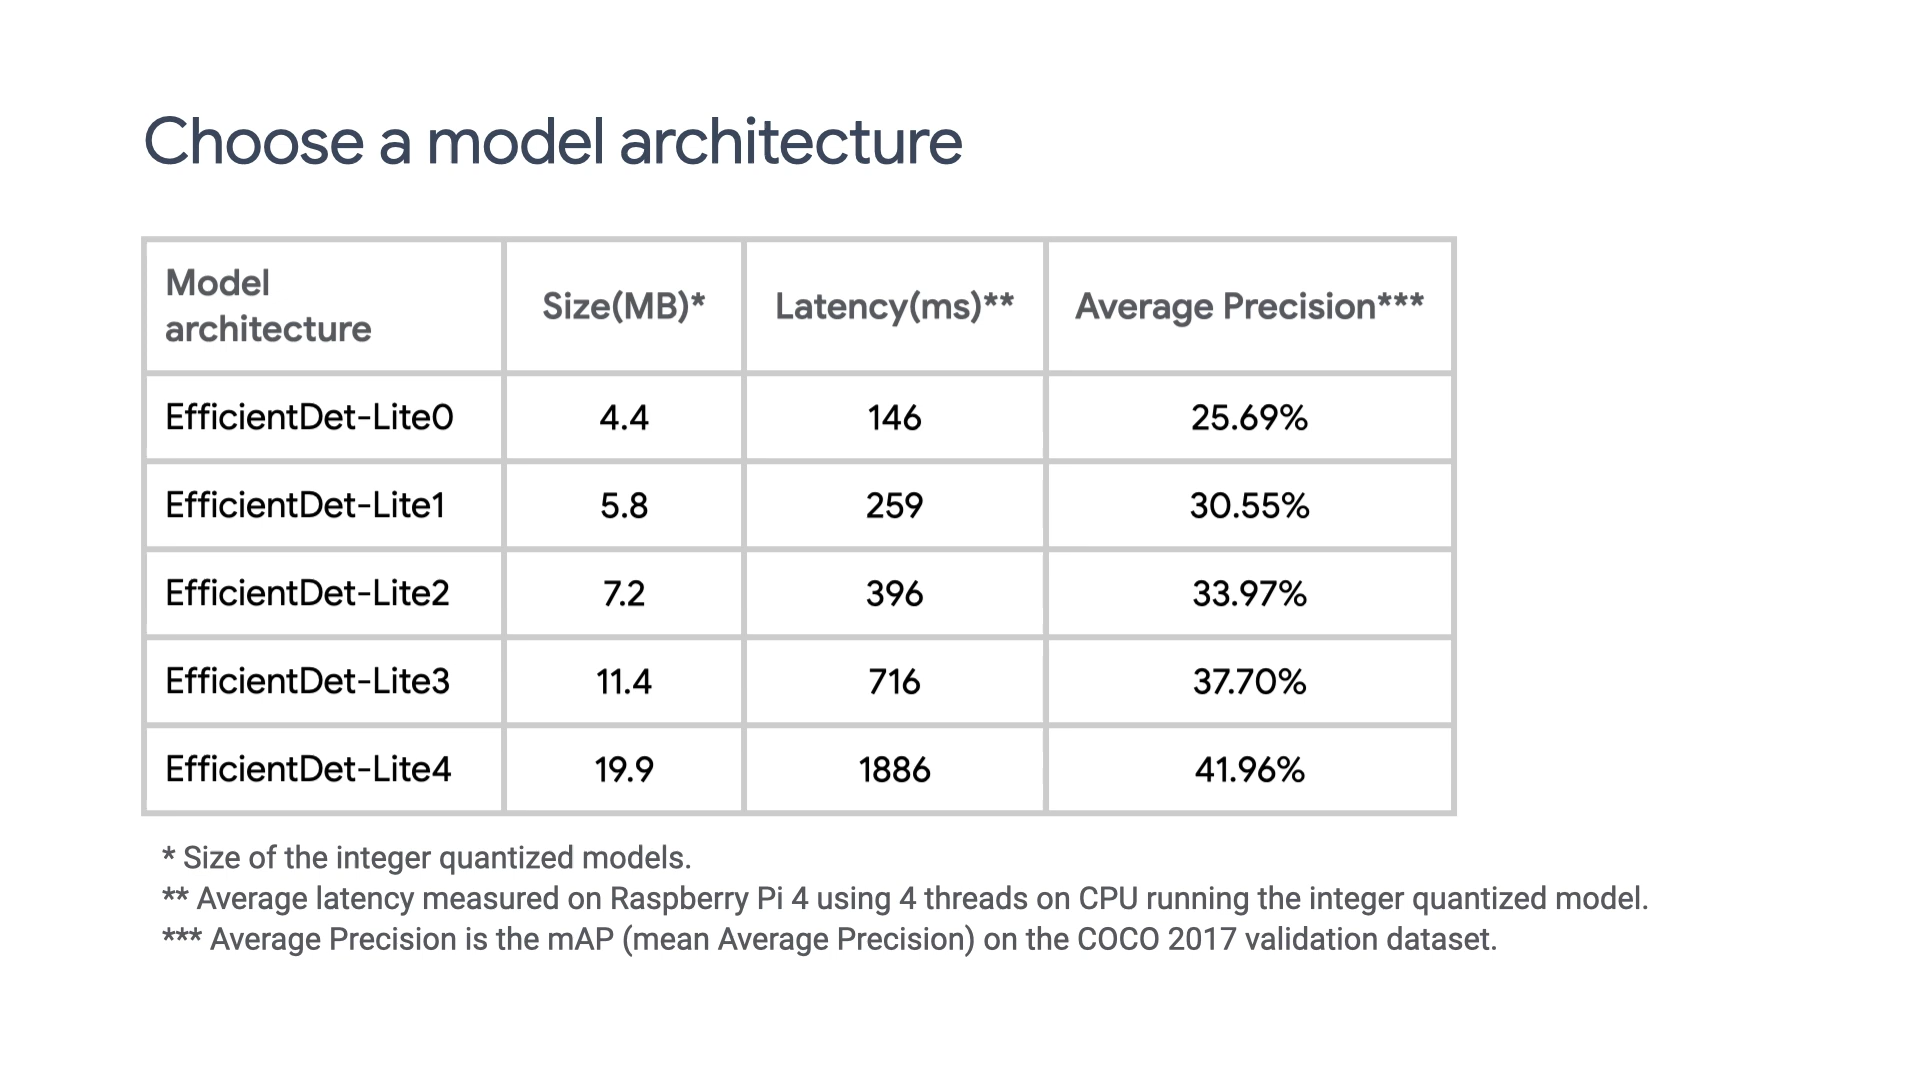 Choose a model architecture
Model architecture Size(MB)* Latency(ms)** Average Precision***
EfficientDet-Lite0 4.4 146 25.69%
EfficientDet-Lite1 5.8 259 30.55%
EfficientDet-Lite2 7.2 396 33.97%
EfficientDet-Lite3 11.4 716 37.70%
EfficientDet-Lite4 19.9 1886 41.96%
* Size of the integer quantized models.
** Average latency measured on Raspberry Pi 4 using 4 threads on CPU running the integer quantized model.
*** Average Precision is the mAP (mean Average Precision) on the COCO 2017 validation dataset.